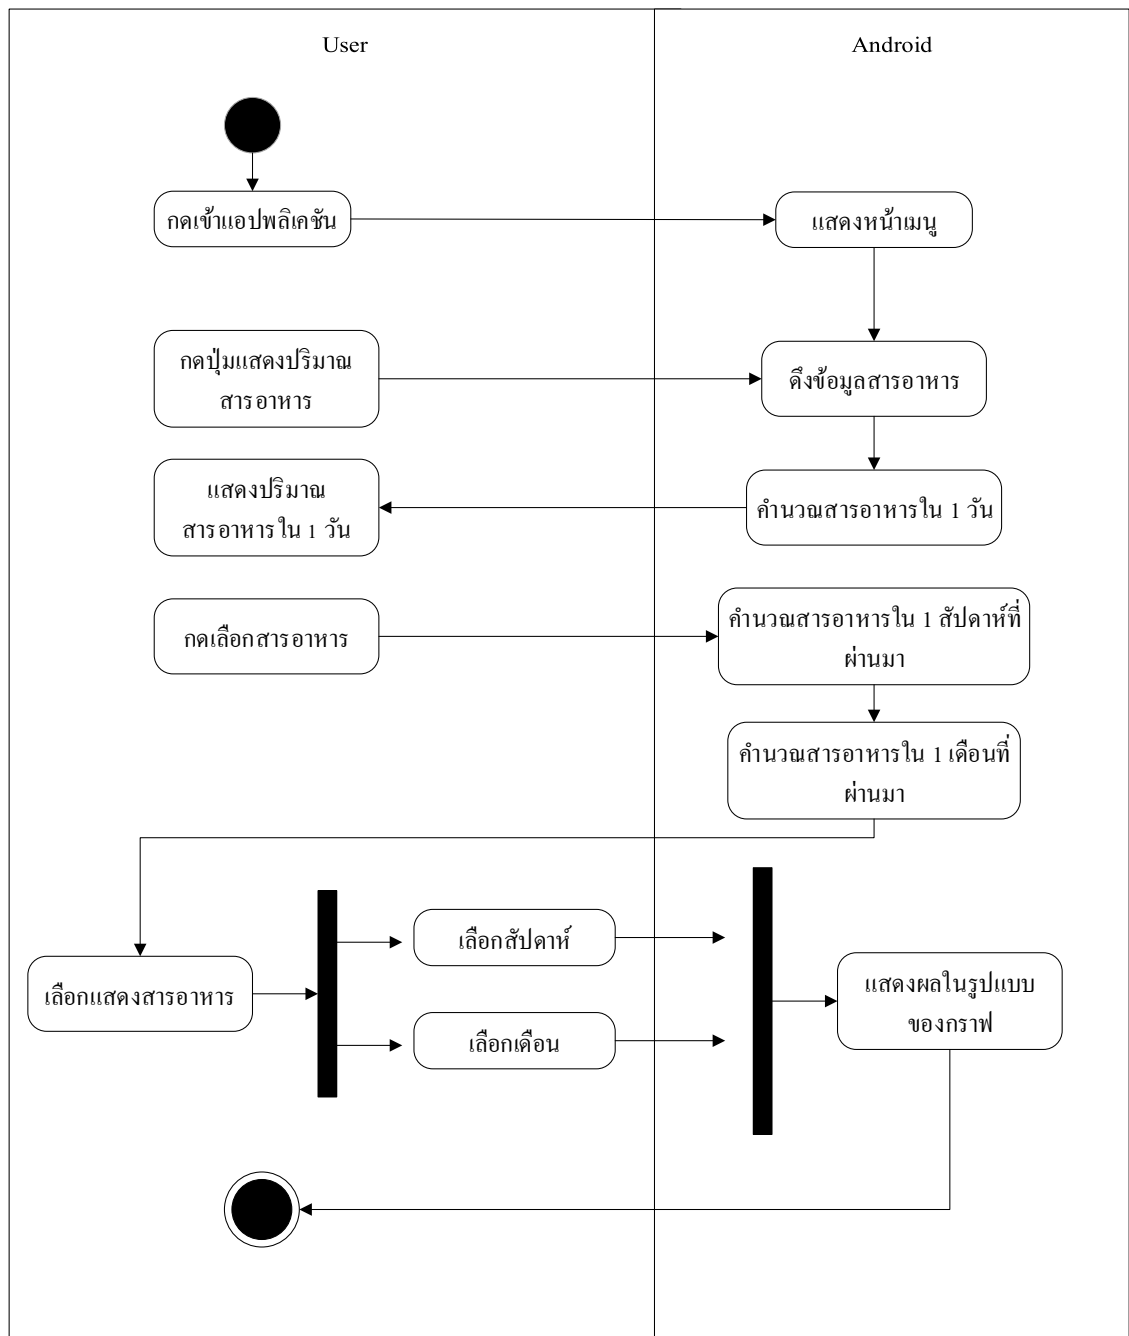 User
Android
กดเข้าแอปพลิเคชัน
แสดงหน้าเมนู
กดปุ่มแสดงปริมาณ
สารอาหาร
ดึงข้อมูลสารอาหาร
แสดงปริมาณ
สารอาหารใน 1 วัน
คำนวณสารอาหารใน 1 วัน
กดเลือกสารอาหาร
คำนวณสารอาหารใน 1 สัปดาห์ที่
ผ่านมา
คำนวณสารอาหารใน 1 เดือนที่
ผ่านมา
เลือกแสดงสารอาหาร
เลือกสัปดาห์
เลือกเดือน
แสดงผลในรูปแบบ
ของกราฟ